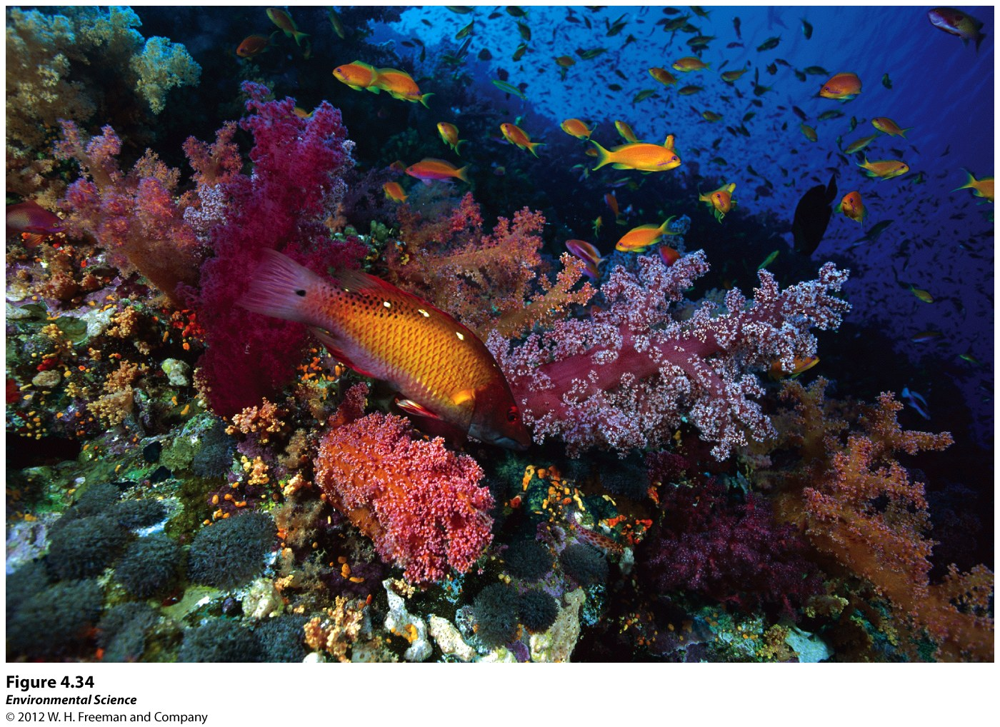 Figure 4.34
Environmental Science
© 2012 W. H. Freeman and Company